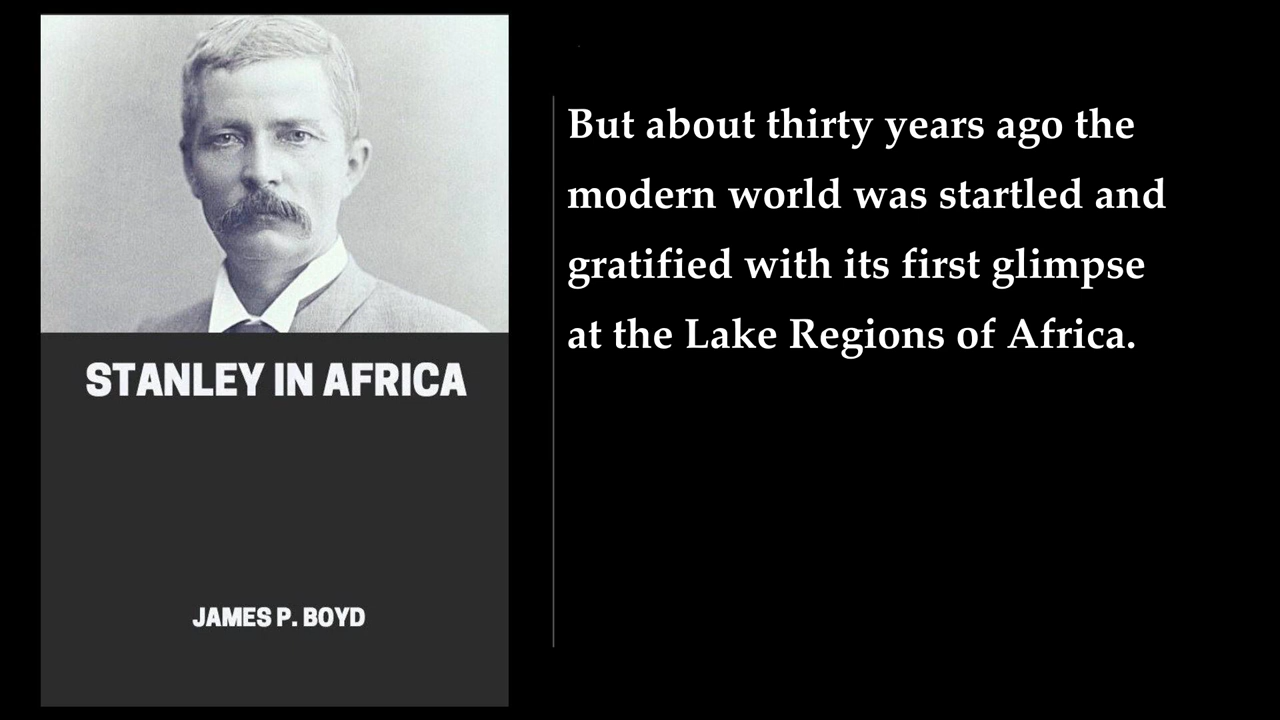 STANLEY IN AFRICA
JAMES P. BOYD
But about thirty years ago the
modern world was startled and
gratified with its first glimpse
at the Lake Regions of Africa.